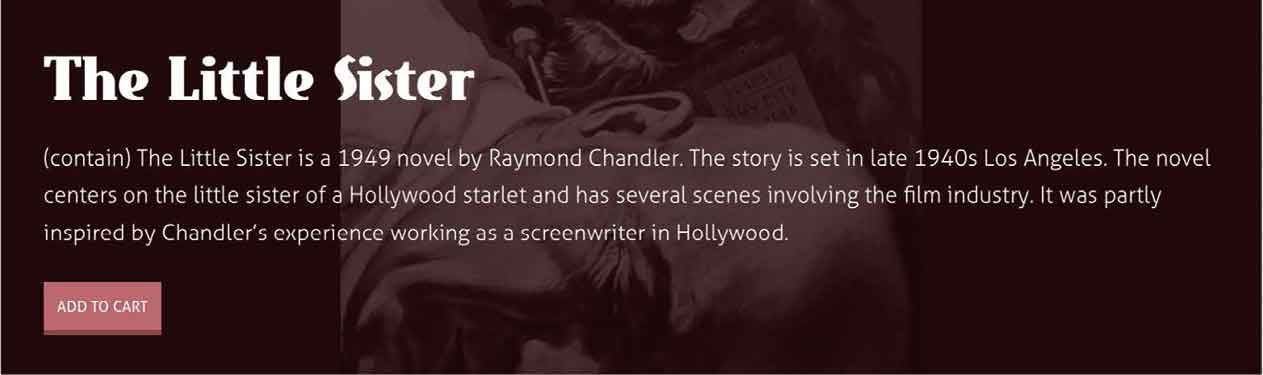 The Little Sister
(contain) The Little Sister is a 1949 novel by Raymond Chandler. The story is set in late 1940s Los Angeles. The novel
centers on the little sister of a Hollywood starlet and has several scenes involving the film industry. It was partly
inspired by Chandler’s experience working as a screenwriter in Hollywood.
ADD TO CART